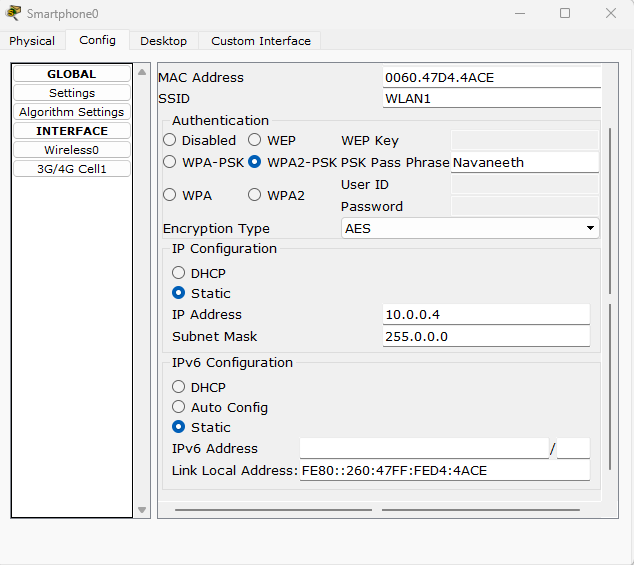 Smartphone0
Physical Config Desktop Custom Interface
GLOBAL
Settings
Algorithm Settings
INTERFACE
Wireless0
3G/4G Cell1
MAC Address 0060.47D4.4ACE
SSID WLAN1
Authentication
Disabled WEP WEP Key
WPA-PSK WPA2-PSK PSK Pass Phrase Navaneeth
User ID
WPA WPA2
Password
Encryption Type AES
IP Configuration
DHCP
Static
IP Address 10.0.0.4
Subnet Mask 255.0.0.0
IPv6 Configuration
DHCP
Auto Config
Static
IPv6 Address /
Link Local Address: FE80::260:47FF:FED4:4ACE